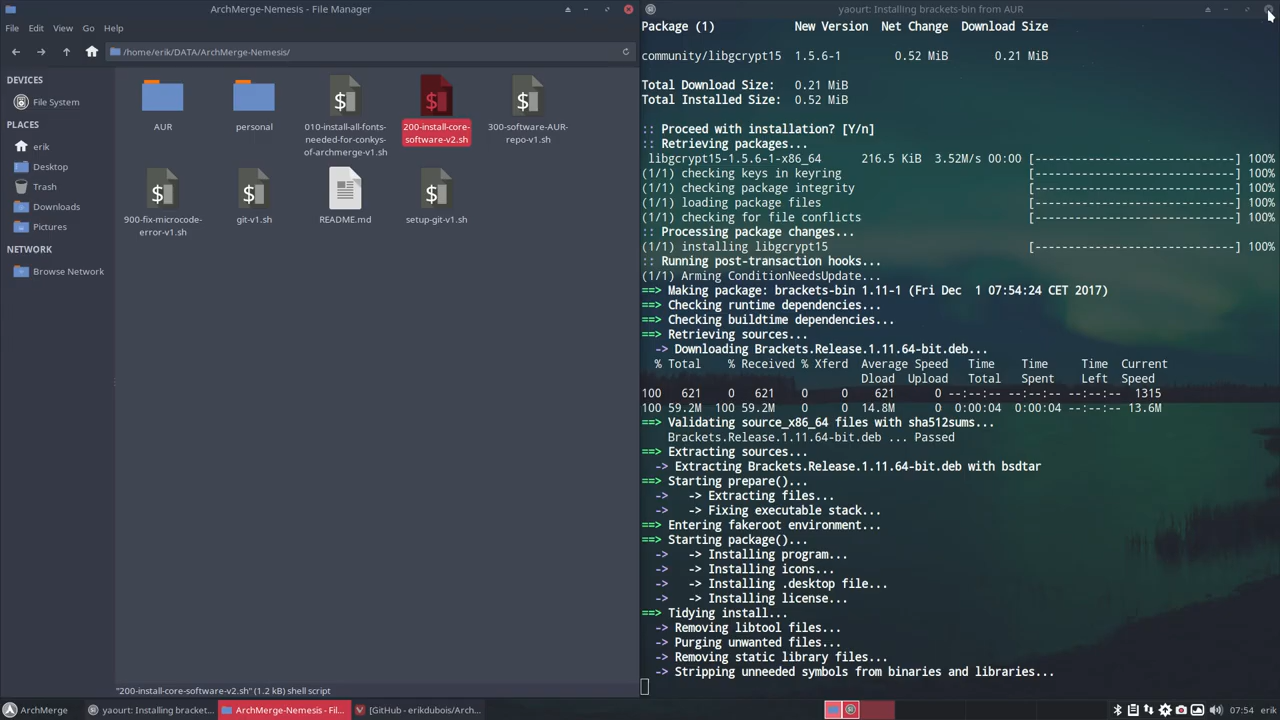 ArchMerge-Nemesis - File Manager
File Edit View Go Help
/home/erik/DATA/ArchMerge-Nemesis/
DEVICES
File System
PLACES
erik
Desktop
Trash
Downloads
Pictures
NETWORK
Browse Network
AUR
personal
010-install-all-fonts-
needed-for-conkys-
of-archmerge-v1.sh
200-install-core-
software-v2.sh
300-software-AUR-
repo-v1.sh
900-fix-microcode-
error-v1.sh
git-v1.sh
README.md
setup-git-v1.sh
"200-install-core-software-v2.sh" (1.2 kB) shell script
yaourt: Installing brackets-bin from AUR
Package (1) New Version Net Change Download Size
community/libgcrypt15 1.5.6-1 0.52 MiB 0.21 MiB
Total Download Size: 0.21 MiB
Total Installed Size: 0.52 MiB
:: Proceed with installation? [Y/n]
:: Retrieving packages...
libgcrypt15-1.5.6-1-x86_64 216.5 KiB 3.52M/s 00:00 [----------------------------------] 100%
(1/1) checking keys in keyring [----------------------------------] 100%
(1/1) checking package integrity [----------------------------------] 100%
(1/1) loading package files [----------------------------------] 100%
(1/1) checking for file conflicts [----------------------------------] 100%
:: Processing package changes...
(1/1) installing libgcrypt15 [----------------------------------] 100%
:: Running post-transaction hooks...
(1/1) Arming ConditionNeedsUpdate...
==> Making package: brackets-bin 1.11-1 (Fri Dec 1 07:54:24 CET 2017)
==> Checking runtime dependencies...
==> Checking buildtime dependencies...
==> Retrieving sources...
-> Downloading Brackets.Release.1.11.64-bit.deb...
% Total % Received % Xferd Average Speed Time Time Time Current
Dload Upload Total Spent Left Speed
100 621 0 621 0 0 621 0 --:--:-- --:--:-- --:--:-- 1315
100 59.2M 100 59.2M 0 0 14.8M 0 0:00:04 0:00:04 --:--:-- 13.6M
==> Validating source_x86_64 files with sha512sums...
Brackets.Release.1.11.64-bit.deb ... Passed
==> Extracting sources...
-> Extracting Brackets.Release.1.11.64-bit.deb with bsdtar
==> Starting prepare()...
-> -> Extracting files...
-> -> Fixing executable stack...
==> Entering fakeroot environment...
==> Starting package()...
-> -> Installing program...
-> -> Installing icons...
-> -> Installing .desktop file...
-> -> Installing license...
==> Tidying install...
-> Removing libtool files...
-> Purging unwanted files...
-> Removing static library files...
-> Stripping unneeded symbols from binaries and libraries...
ArchMerge yaourt: Installing bracket... ArchMerge-Nemesis - Fil... [GitHub - erikdubois/Arch... 07:54 erik